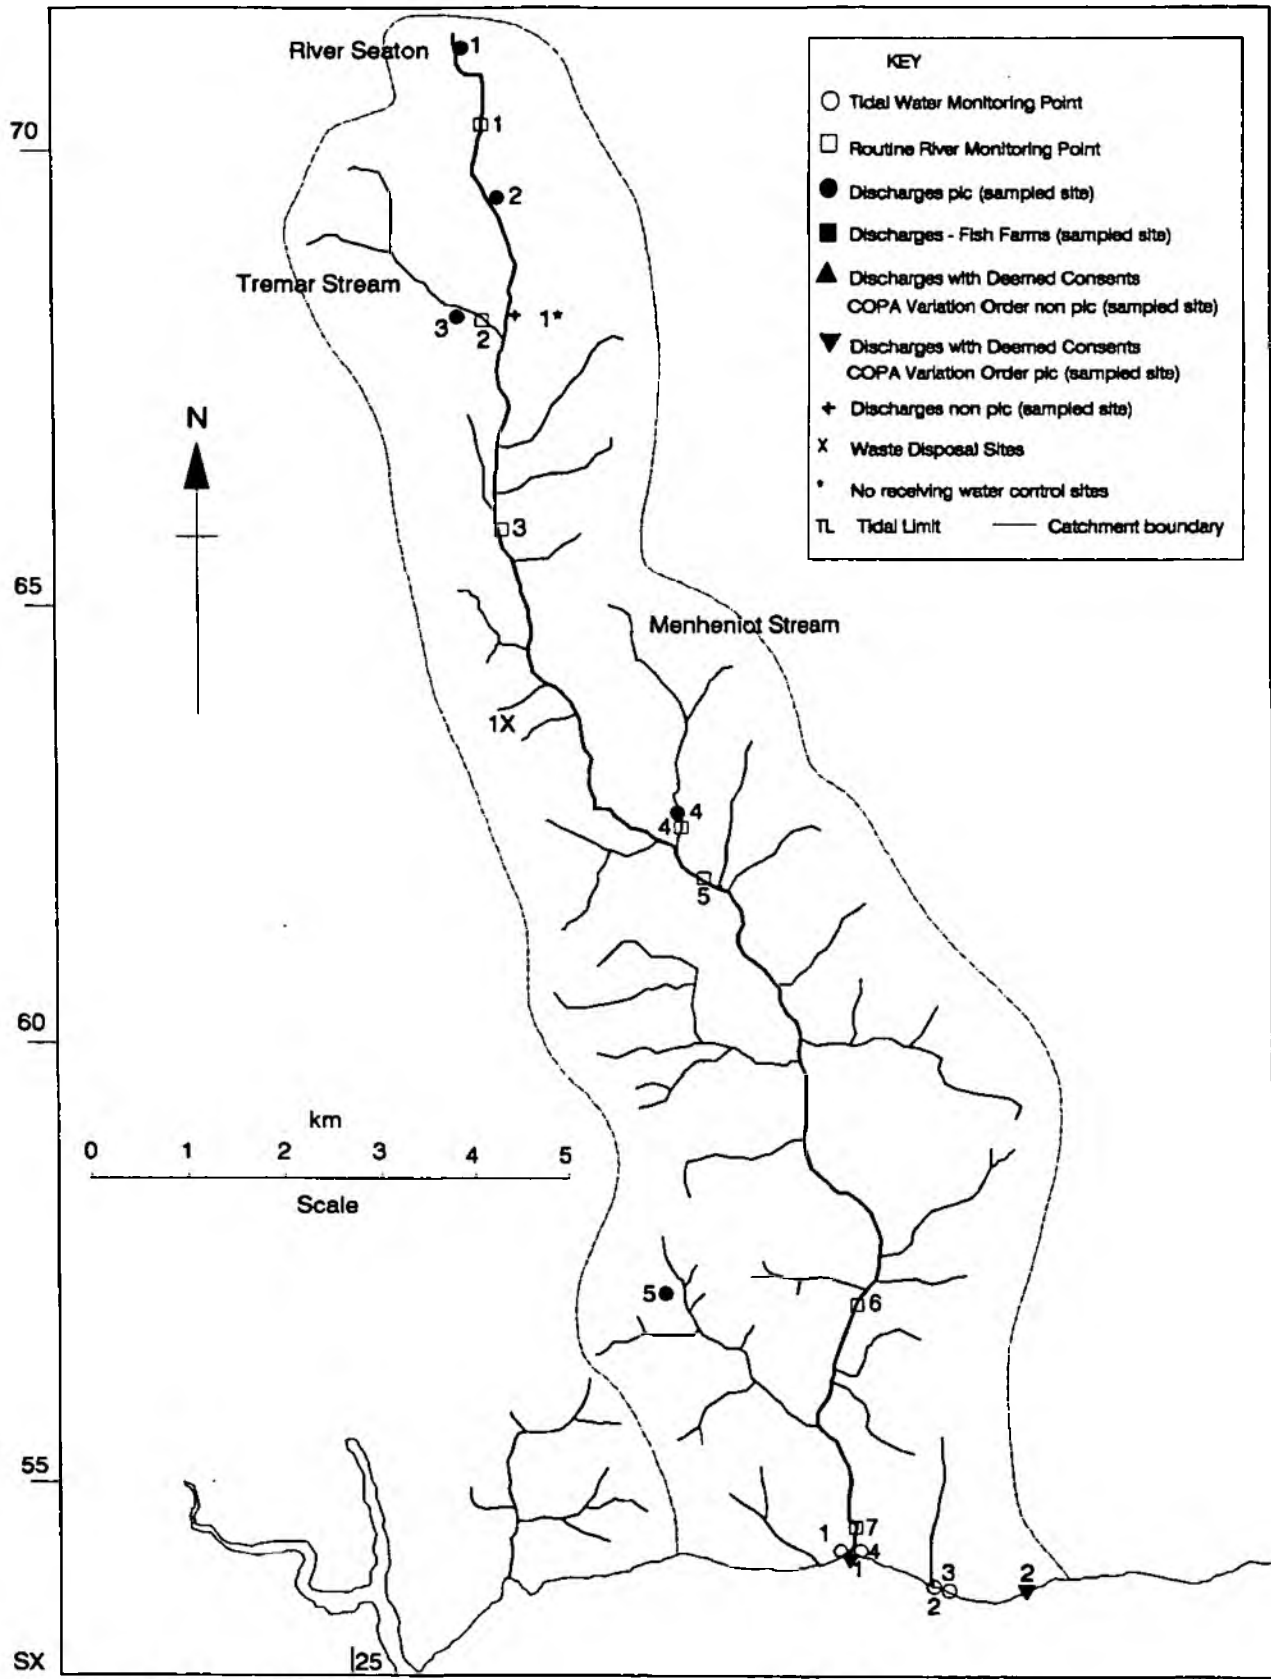 River Seaton
1
KEY
Tidal Water Monitoring Point
Routine River Monitoring Point
Discharges plc (sampled site)
Discharges - Fish Farms (sampled site)
Discharges with Deemed Consents
COPA Variation Order non plc (sampled site)
Discharges with Deemed Consents
COPA Variation Order plc (sampled site)
+ Discharges non plc (sampled site)
X Waste Disposal Sites
* No receiving water control sites
TL Tidal Limit
Catchment boundary
70
1
2
Tremar Stream
3
2
1*
N
3
65
Menheniot Stream
1X
4
4
5
60
km
0 1 2 3 4 5
Scale
5
6
55
7
1
4
1
3
2
2
SX
25